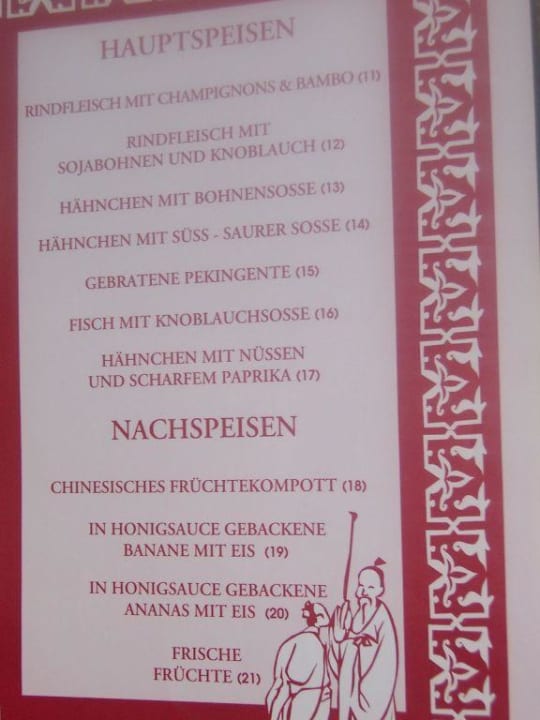 HAUPTSPEISEN
RINDFLEISCH MIT CHAMPIGNONS & BAMBO (11)
RINDFLEISCH MIT
SOJABOHNEN UND KNOBLAUCH (12)
HÄHNCHEN MIT BOHNENSOSSE (13)
HÄHNCHEN MIT SÜSS - SAURER SOSSE (14)
GEBRATENE PEKINGENTE (15)
FISCH MIT KNOBLAUCHSOSSE (16)
HÄHNCHEN MIT NÜSSEN
UND SCHARFEM PAPRIKA (17)
NACHSPEISEN
CHINESISCHES FRÜCHTEKOMPOTT (18)
IN HONIGSAUCE GEBACKENE
BANANE MIT EIS (19)
IN HONIGSAUCE GEBACKENE
ANANAS MIT EIS (20)
FRISCHE
FRÜCHTE (21)